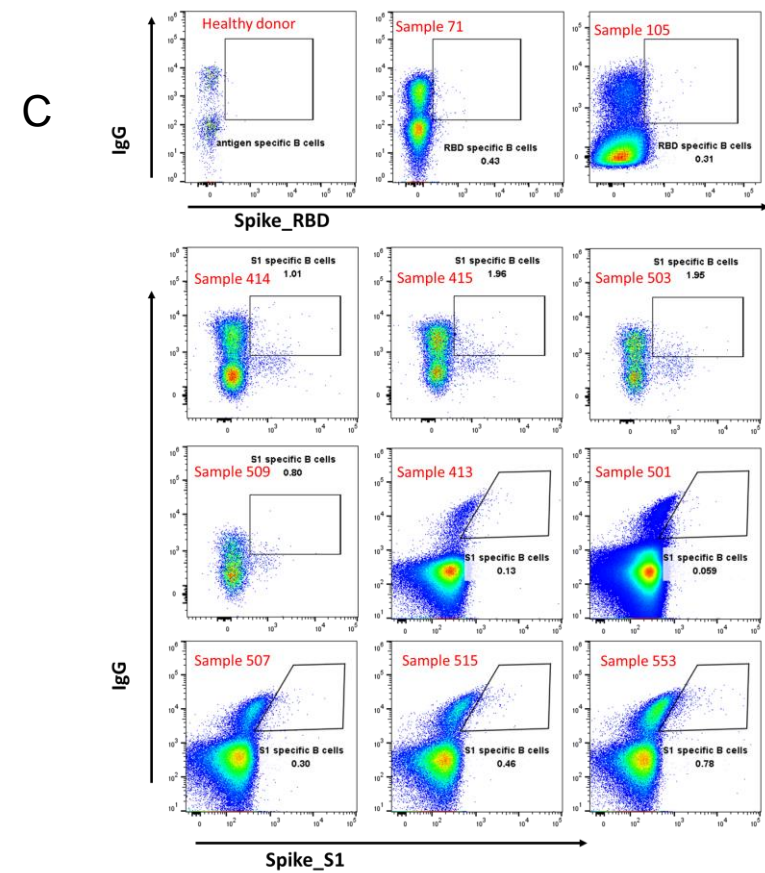 C
Healthy donor
Sample 71
Sample 105
IgG
antigen specific B cells
RBD specific B cells
0.43
RBD specific B cells
0.31
Spike_RBD
S1 specific B cells
1.01
Sample 414
S1 specific B cells
1.96
Sample 415
S1 specific B cells
1.95
Sample 503
S1 specific B cells
0.80
Sample 509
Sample 413
S1 specific B cells
0.13
Sample 501
S1 specific B cells
0.059
IgG
Sample 507
S1 specific B cells
0.30
Sample 515
S1 specific B cells
0.46
Sample 553
S1 specific B cells
0.78
Spike_S1